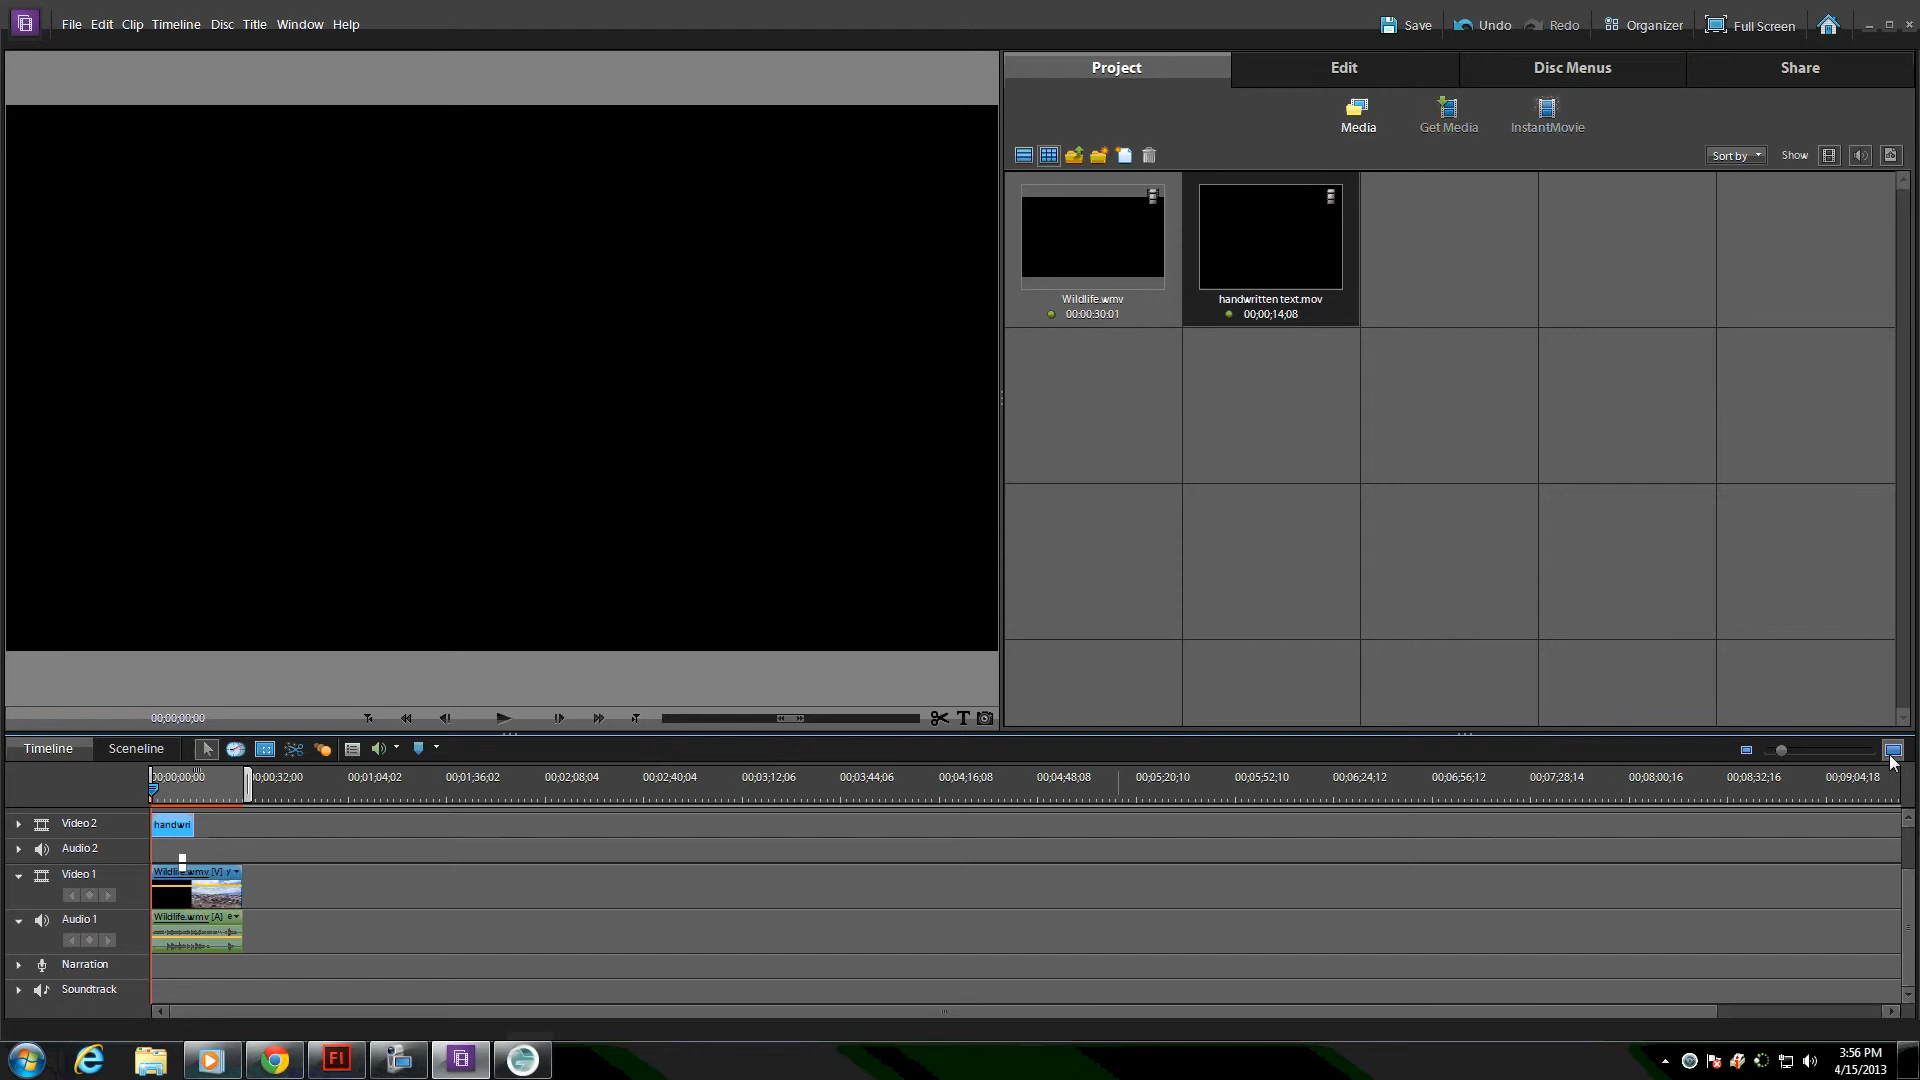 File Edit Clip Timeline Disc Title Window Help
Save Undo Redo Organizer Full Screen
Project Edit Disc Menus Share
Media Get Media InstantMovie
Sort by Show
Wildlife.wmv handwritten text.mov
00:00:30:01 00;00;14;08
00;00;00;00
Timeline Sceneline
00;00;00;00 00;00;32;00 00;01;04;02 00;01;36;02 00;02;08;04 00;02;40;04 00;03;12;06 00;03;44;06 00;04;16;08 00;04;48;08 00;05;20;10 00;05;52;10 00;06;24;12 00;06;56;12 00;07;28;14 00;08;00;16 00;08;32;16 00;09;04;18
Video 2 handwri
Audio 2
Video 1 Wildlife.wmv [V]
Audio 1 Wildlife.wmv [A]
Narration
Soundtrack
Fl
3:56 PM
4/15/2013